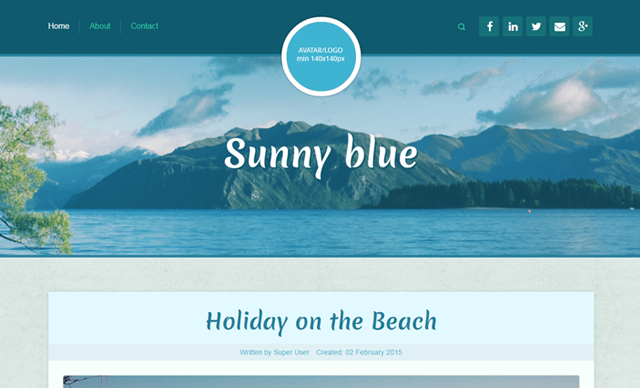 Home About Contact
AVATAR/LOGO
min 140x140px
Sunny blue
Holiday on the Beach
Written by Super User Created: 02 February 2015